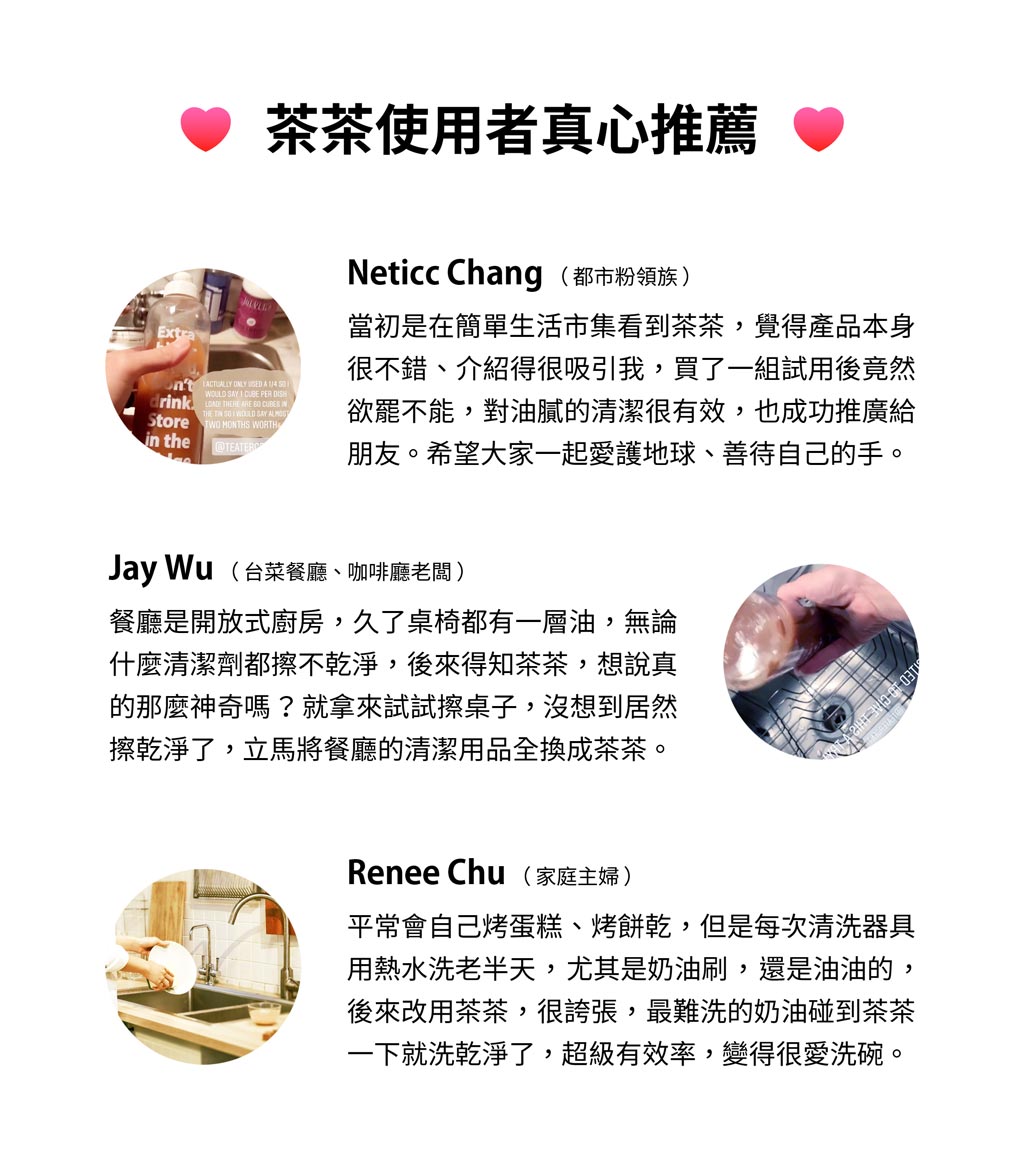 茶茶使用者真心推薦
Neticc Chang（都市粉領族）
當初是在簡單生活市集看到茶茶，覺得產品本身
很不錯、介紹得很吸引我，買了一組試用後竟然
欲罷不能，對油膩的清潔很有效，也成功推廣給
朋友。希望大家一起愛護地球、善待自己的手。
Extra
on't
drink.
Store
in the
I ACTUALLY ONLY USED A 1/4 SO I
WOULD SAY 1 CUBE PER DISH
LOAD! THERE ARE 60 CUBES IN
THE TIN SO I WOULD SAY ALMOST
TWO MONTHS WORTH
Jay Wu（台菜餐廳、咖啡廳老闆）
餐廳是開放式廚房，久了桌椅都有一層油，無論
什麼清潔劑都擦不乾淨，後來得知茶茶，想說真
的那麼神奇嗎？就拿來試試擦桌子，沒想到居然
擦乾淨了，立馬將餐廳的清潔用品全換成茶茶。
Renee Chu（家庭主婦）
平常會自己烤蛋糕、烤餅乾，但是每次清洗器具
用熱水洗老半天，尤其是奶油刷，還是油油的，
後來改用茶茶，很誇張，最難洗的奶油碰到茶茶
一下就洗乾淨了，超級有效率，變得很愛洗碗。